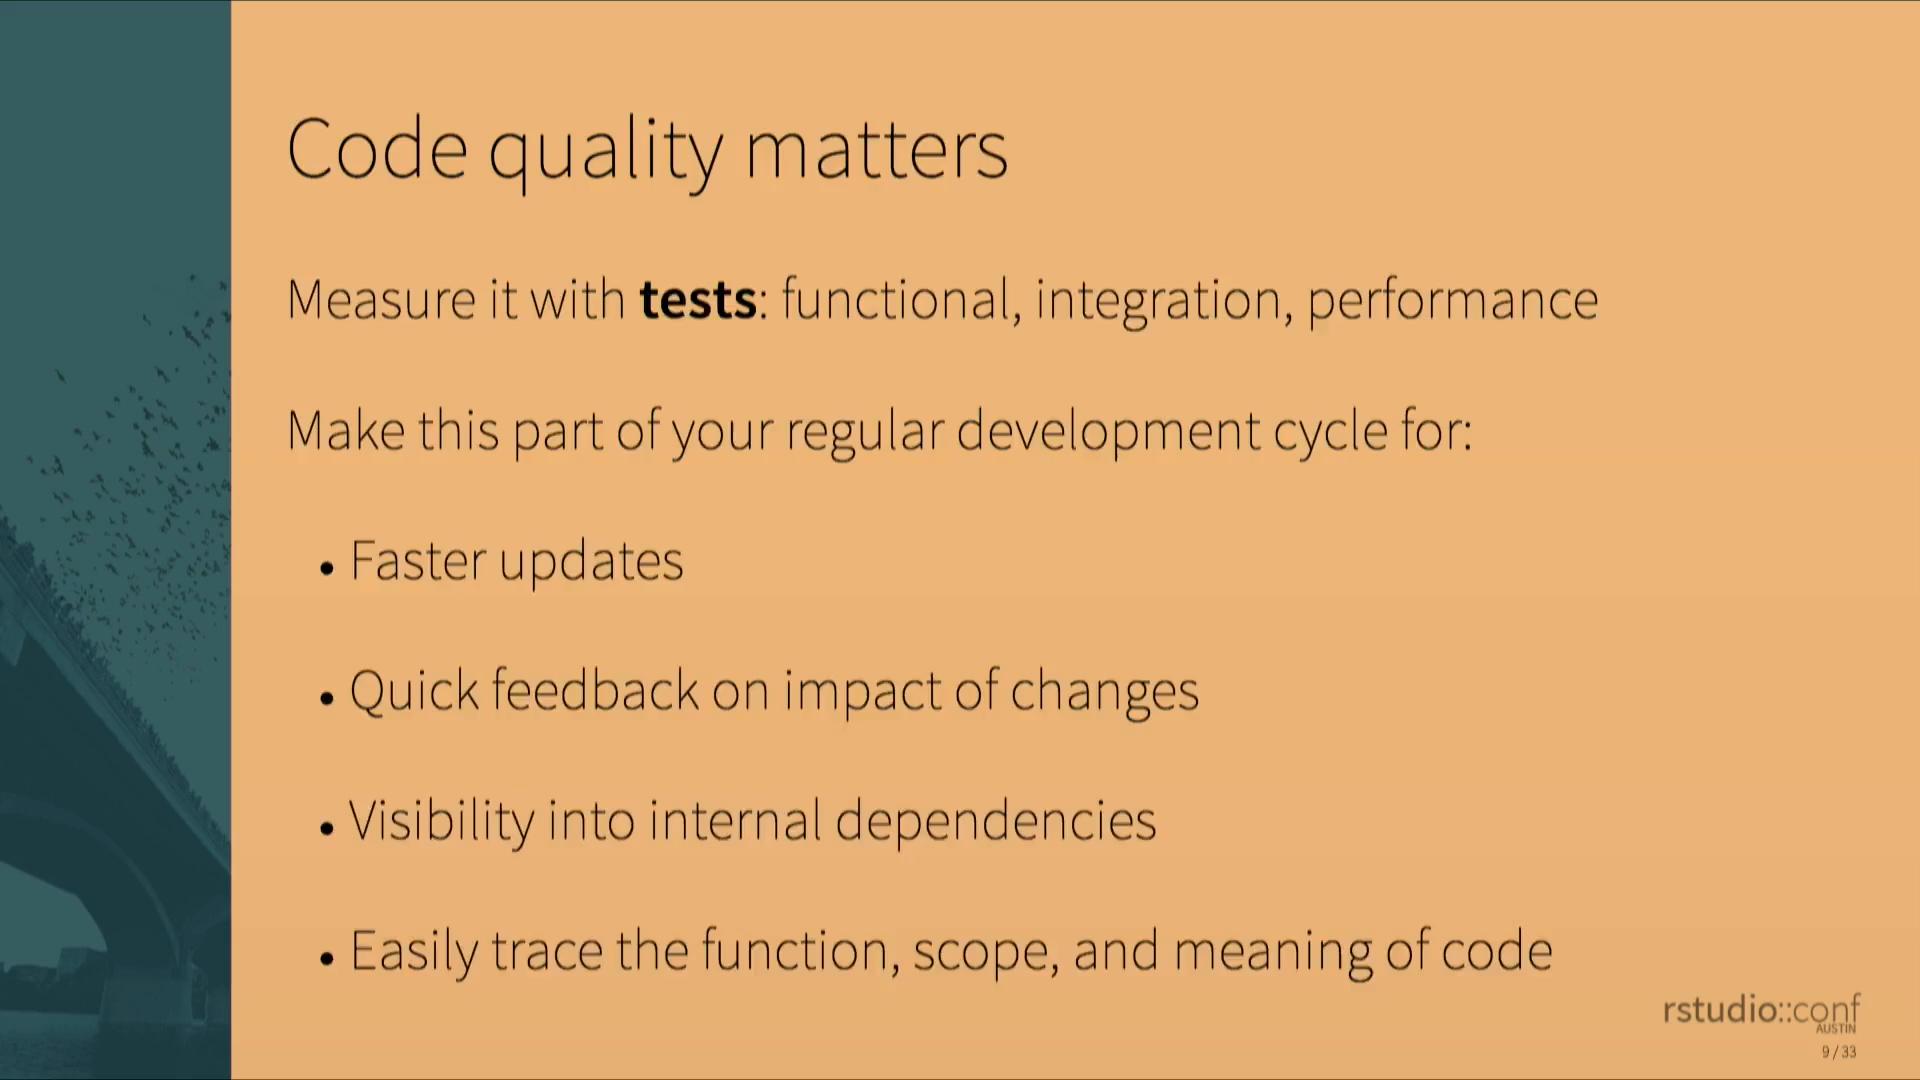 Code quality matters
Measure it with tests: functional, integration, performance
Make this part of your regular development cycle for:
• Faster updates
• Quick feedback on impact of changes
• Visibility into internal dependencies
• Easily trace the function, scope, and meaning of code
rstudio::conf
AUSTIN
9 / 33